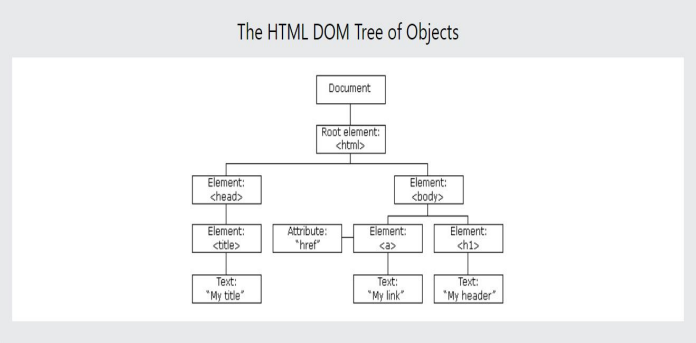 The HTML DOM Tree of Objects
Document
Root element:
<html>
Element:
<head>
Element:
<body>
Element:
<title>
Attribute:
"href"
Element:
<a>
Element:
<h1>
Text:
"My title"
Text:
"My link"
Text:
"My header"